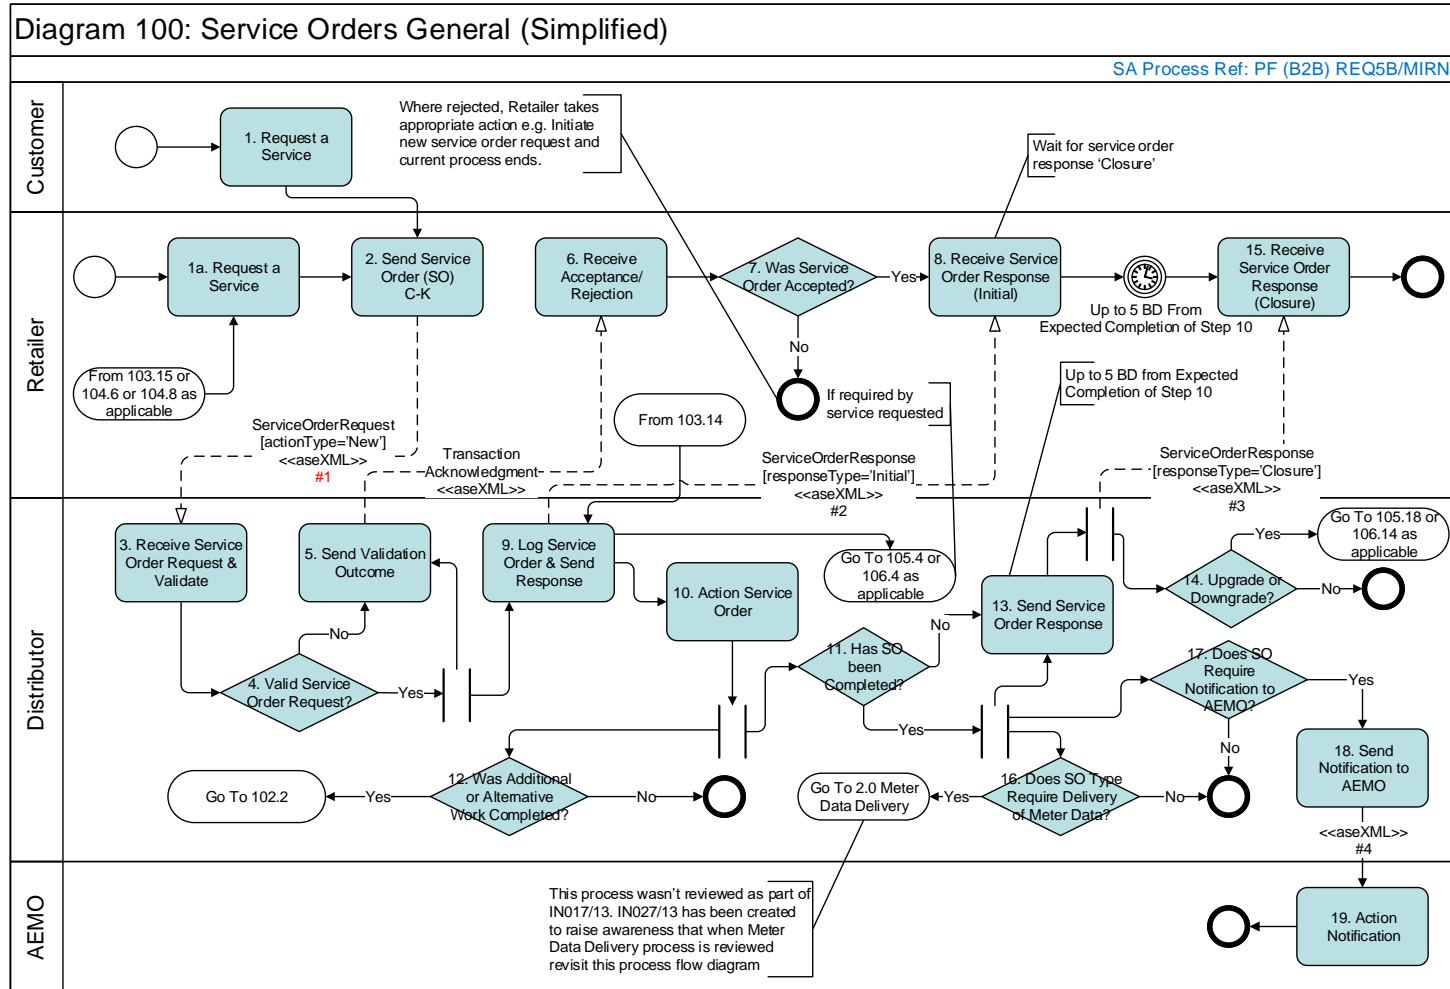 Diagram 100: Service Orders General (Simplified)
SA Process Ref: PF (B2B) REQ5B/MIRN
Customer
1. Request a
Service
Where rejected, Retailer takes
appropriate action e.g. Initiate
new service order request and
current process ends.
Wait for service order
response ‘Closure’
Retailer
1a. Request a
Service
2. Send Service
Order (SO)
C-K
6. Receive
Acceptance/
Rejection
7. Was Service
Order Accepted?
Yes
8. Receive Service
Order Response
(Initial)
Up to 5 BD From
Expected Completion of Step 10
15. Receive
Service Order
Response
(Closure)
No
From 103.15 or
104.6 or 104.8 as
applicable
If required by
service requested
Up to 5 BD from Expected
Completion of Step 10
From 103.14
ServiceOrderRequest
[actionType=’New’]
<<aseXML>>
#1
Transaction
Acknowledgment
<<aseXML>>
ServiceOrderResponse
[responseType=’Initial’]
<<aseXML>>
#2
ServiceOrderResponse
[responseType=’Closure’]
<<aseXML>>
#3
Distributor
3. Receive Service
Order Request &
Validate
5. Send Validation
Outcome
9. Log Service
Order & Send
Response
10. Action Service
Order
Go To 105.4 or
106.4 as
applicable
13. Send Service
Order Response
14. Upgrade or
Downgrade?
Yes
Go To 105.18 or
106.14 as
applicable
No
No
4. Valid Service
Order Request?
Yes
11. Has SO
been
Completed?
No
Yes
17. Does SO
Require
Notification to
AEMO?
Yes
No
18. Send
Notification to
AEMO
Go To 102.2
Yes
12. Was Additional
or Alternative
Work Completed?
No
Go To 2.0 Meter
Data Delivery
Yes
16. Does SO Type
Require Delivery
of Meter Data?
No
<<aseXML>>
#4
AEMO
This process wasn’t reviewed as part of
IN017/13. IN027/13 has been created
to raise awareness that when Meter
Data Delivery process is reviewed
revisit this process flow diagram
19. Action
Notification